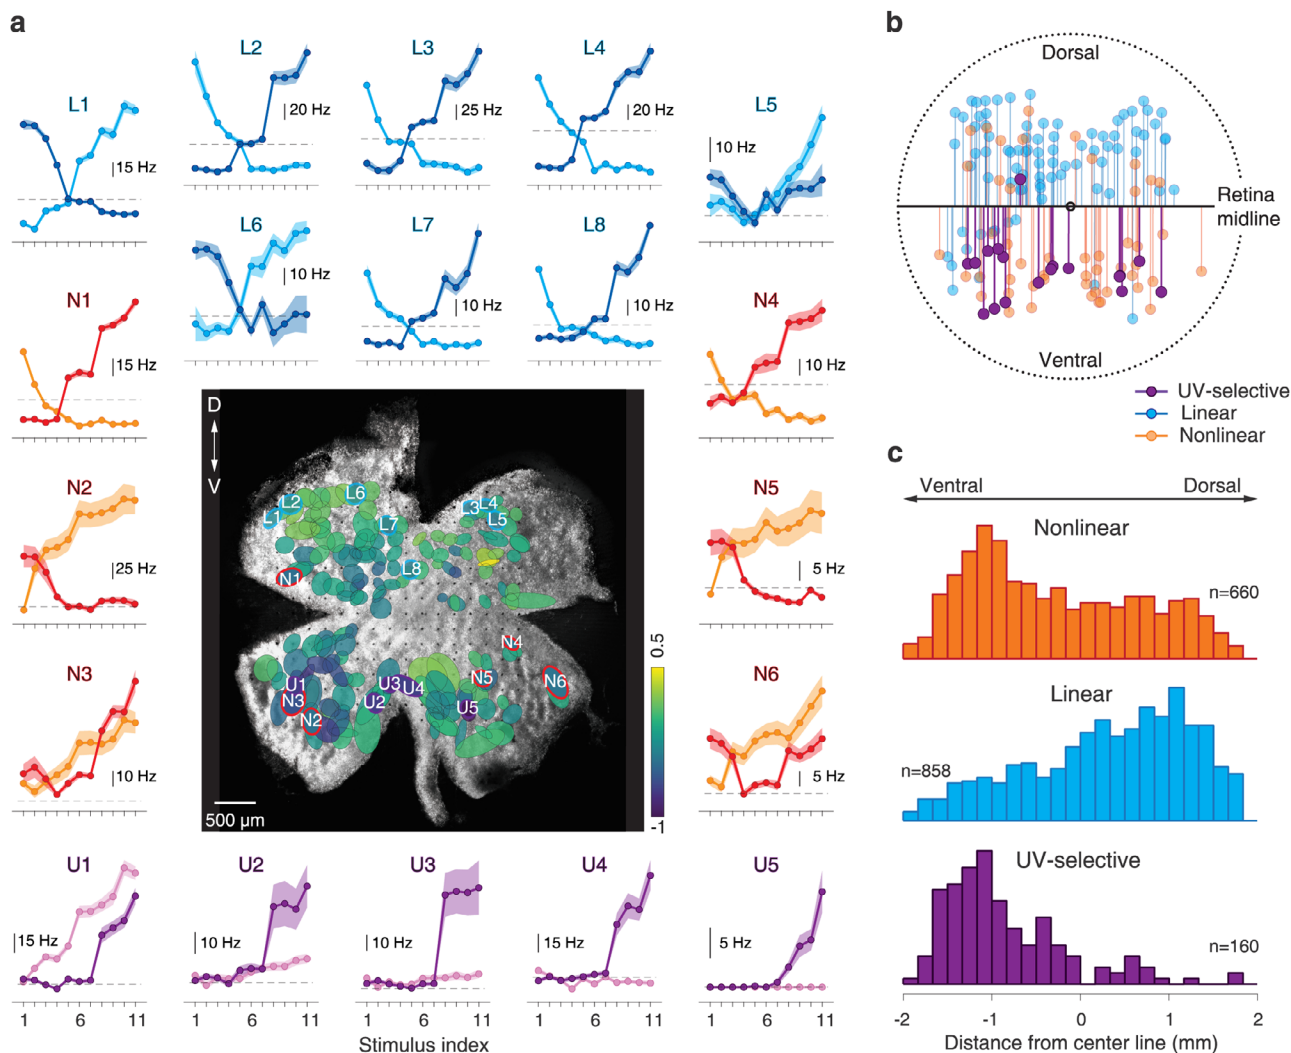 a
L1
15 Hz
L2
20 Hz
L3
25 Hz
L4
20 Hz
L5
10 Hz
L6
10 Hz
L7
10 Hz
L8
10 Hz
N1
15 Hz
N4
10 Hz
N2
25 Hz
N5
5 Hz
N3
10 Hz
N6
5 Hz
D
V
L1
L2
L6
L7
L3
L4
L5
L8
N1
N4
U1
N3
N2
U3
U2
U4
N5
U5
N6
500 µm
0.5
-1
U1
15 Hz
U2
10 Hz
U3
10 Hz
U4
15 Hz
U5
5 Hz
1 6 11
1 6 11
1 6 11
1 6 11
Stimulus index
b
Dorsal
Retina
midline
Ventral
UV-selective
Linear
Nonlinear
c
Ventral Dorsal
Nonlinear
n=660
Linear
n=858
UV-selective
n=160
-2 -1 0 1 2
Distance from center line (mm)